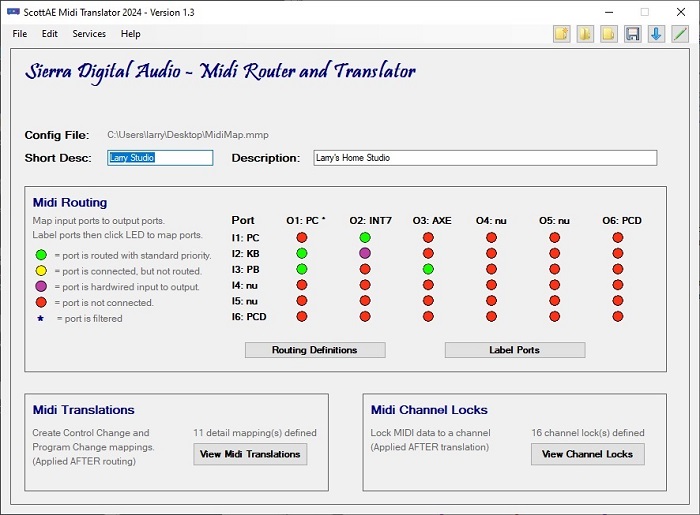 ScottAE Midi Translator 2024 - Version 1.3
File Edit Services Help
Sierra Digital Audio - Midi Router and Translator
Config File: C:\Users\larry\Desktop\MidiMap.mmp
Short Desc: Larry Studio Description: Larry's Home Studio
Midi Routing
Map input ports to output ports.
Label ports then click LED to map ports.
= port is routed with standard priority.
= port is connected, but not routed.
= port is hardwired input to output.
= port is not connected.
* = port is filtered
Port O1: PC * O2: INT7 O3: AXE O4: nu O5: nu O6: PCD
I1: PC
I2: KB
I3: PB
I4: nu
I5: nu
I6: PCD
Routing Definitions Label Ports
Midi Translations
Create Control Change and
Program Change mappings.
(Applied AFTER routing)
11 detail mapping(s) defined
View Midi Translations
Midi Channel Locks
Lock MIDI data to a channel
(Applied AFTER translation)
16 channel lock(s) defined
View Channel Locks